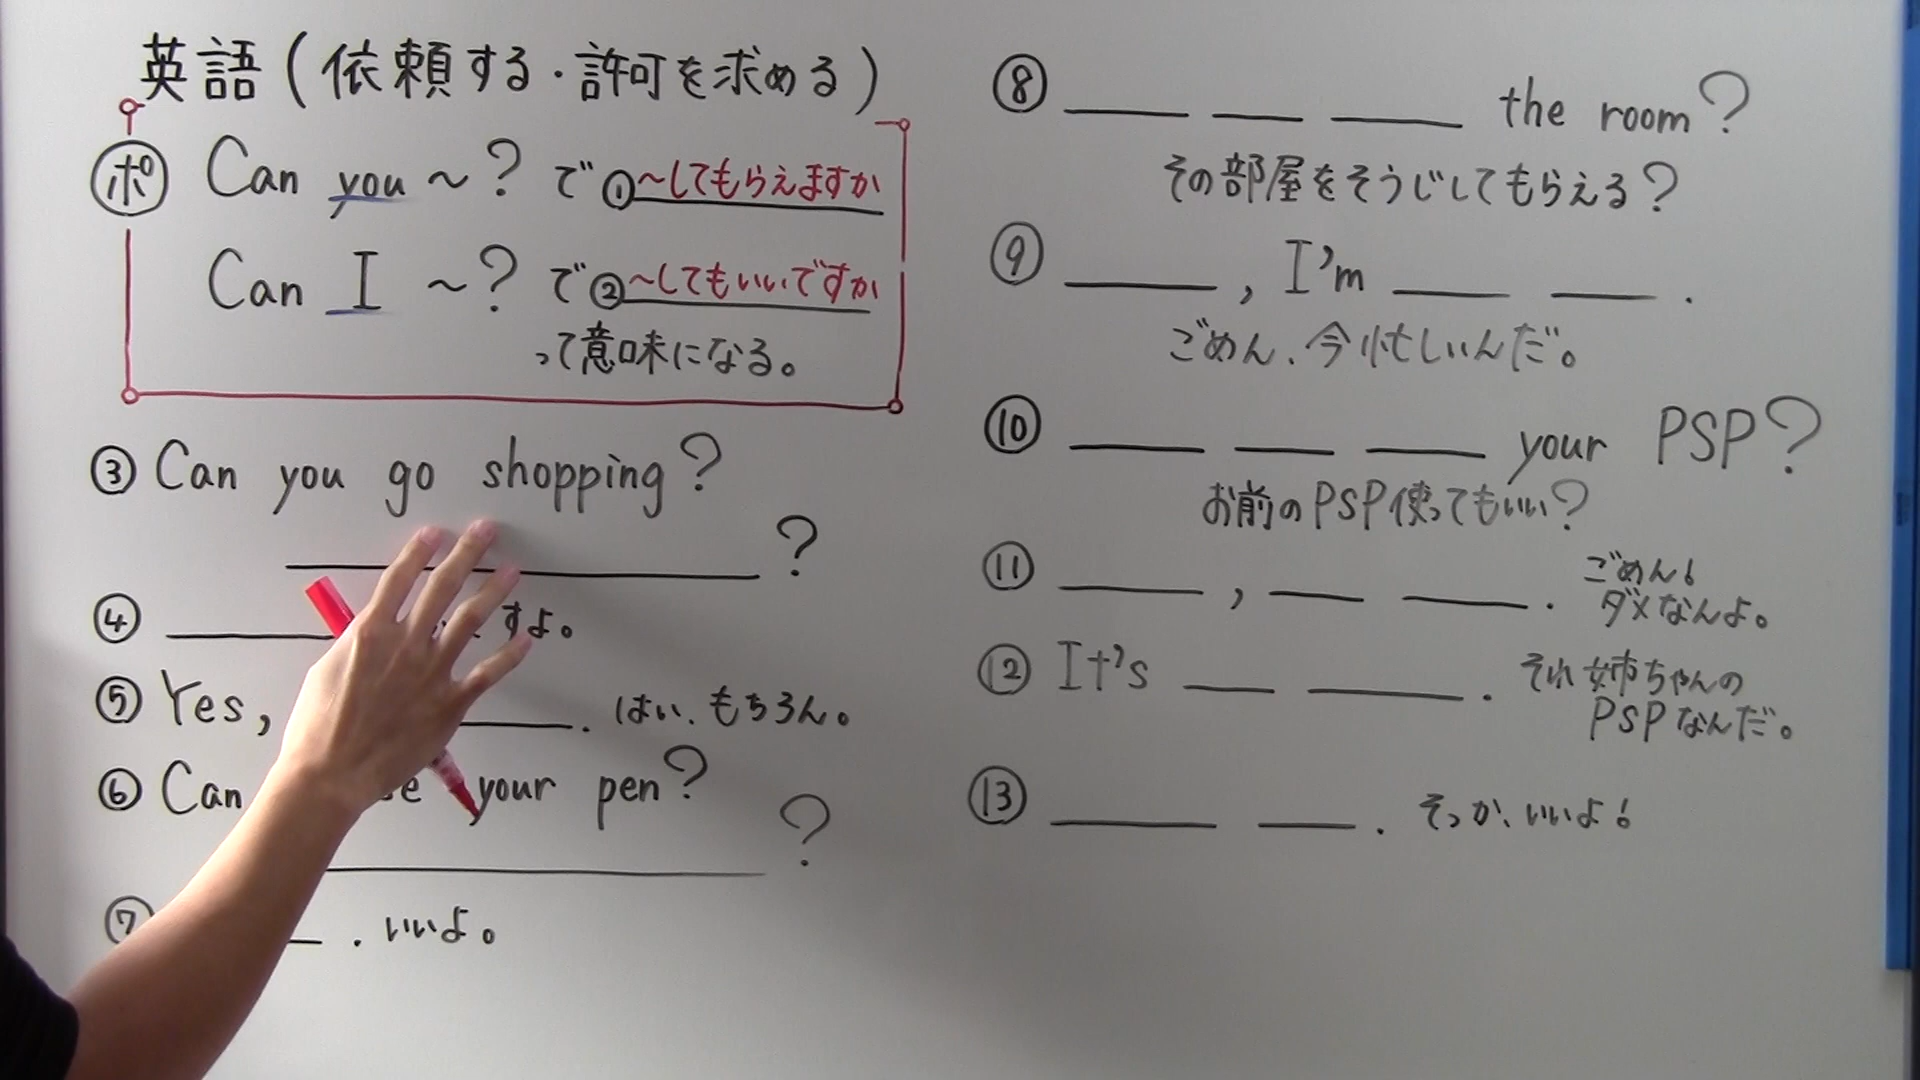 英語(依頼する・許可を求める)
ポ Can you ~? で①~してもらえますか
Can I ~? で②~してもいいですか
って意味になる。
③ Can you go shopping?
?
④ すよ。
⑤ Yes, . はい、もちろん。
⑥ Can your pen?
?
⑦ . いいよ。
⑧ the room?
その部屋をそうじしてもらえる?
⑨ , I'm .
ごめん、今忙しいんだ。
⑩ your PSP?
お前のPSP使ってもいい?
⑪ , . ごめん!
ダメなんよ。
⑫ It's . それ姉ちゃんの
PSPなんだ。
⑬ . そっか、いいよ!